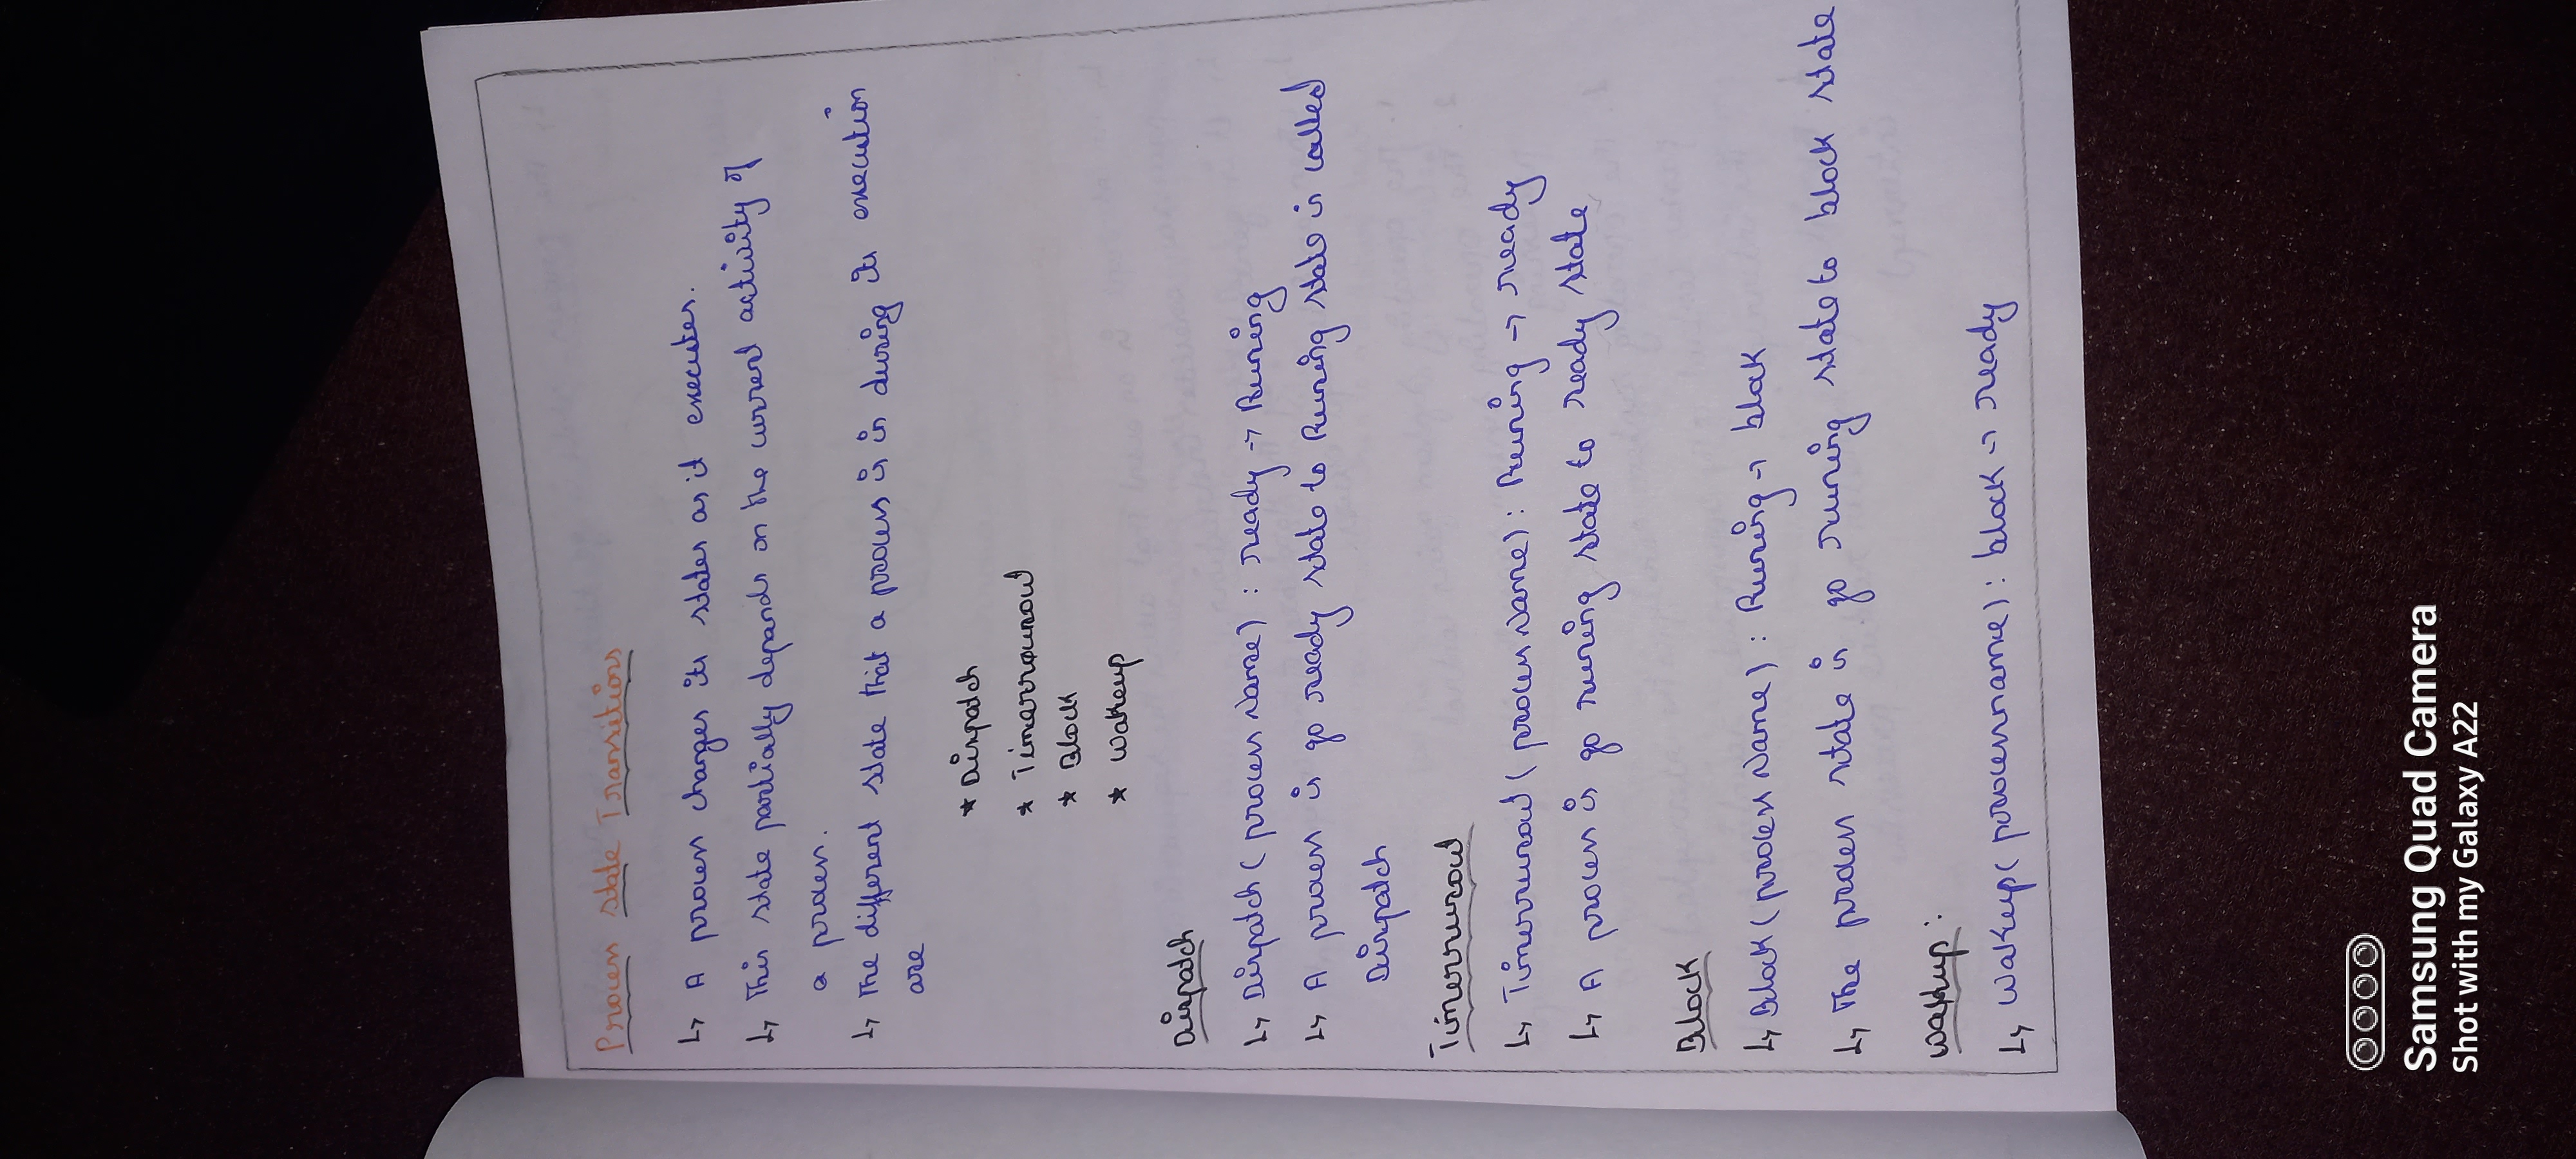 Process State Transitions
↳ A process changes its states as it executes.
↳ This state partially depends on the current activity of
a process.
↳ The different state that a process is in during its execution
are
* Dispatch
* Timerrounout
* Block
* Wakeup
Dispatch
↳ Dispatch ( process Name ) : ready → Runing
↳ A process is go ready state to Runing state is called
Dispatch
Timerrunout
↳ Timerrunout ( process Name ) : Runing → ready
↳ A process is go runing state to ready state
Block
↳ Block ( process Name ) : Runing → block
↳ The process state is go runing state to block state
Wakeup :
↳ Wakeup ( processname ) : block → ready
Samsung Quad Camera
Shot with my Galaxy A22